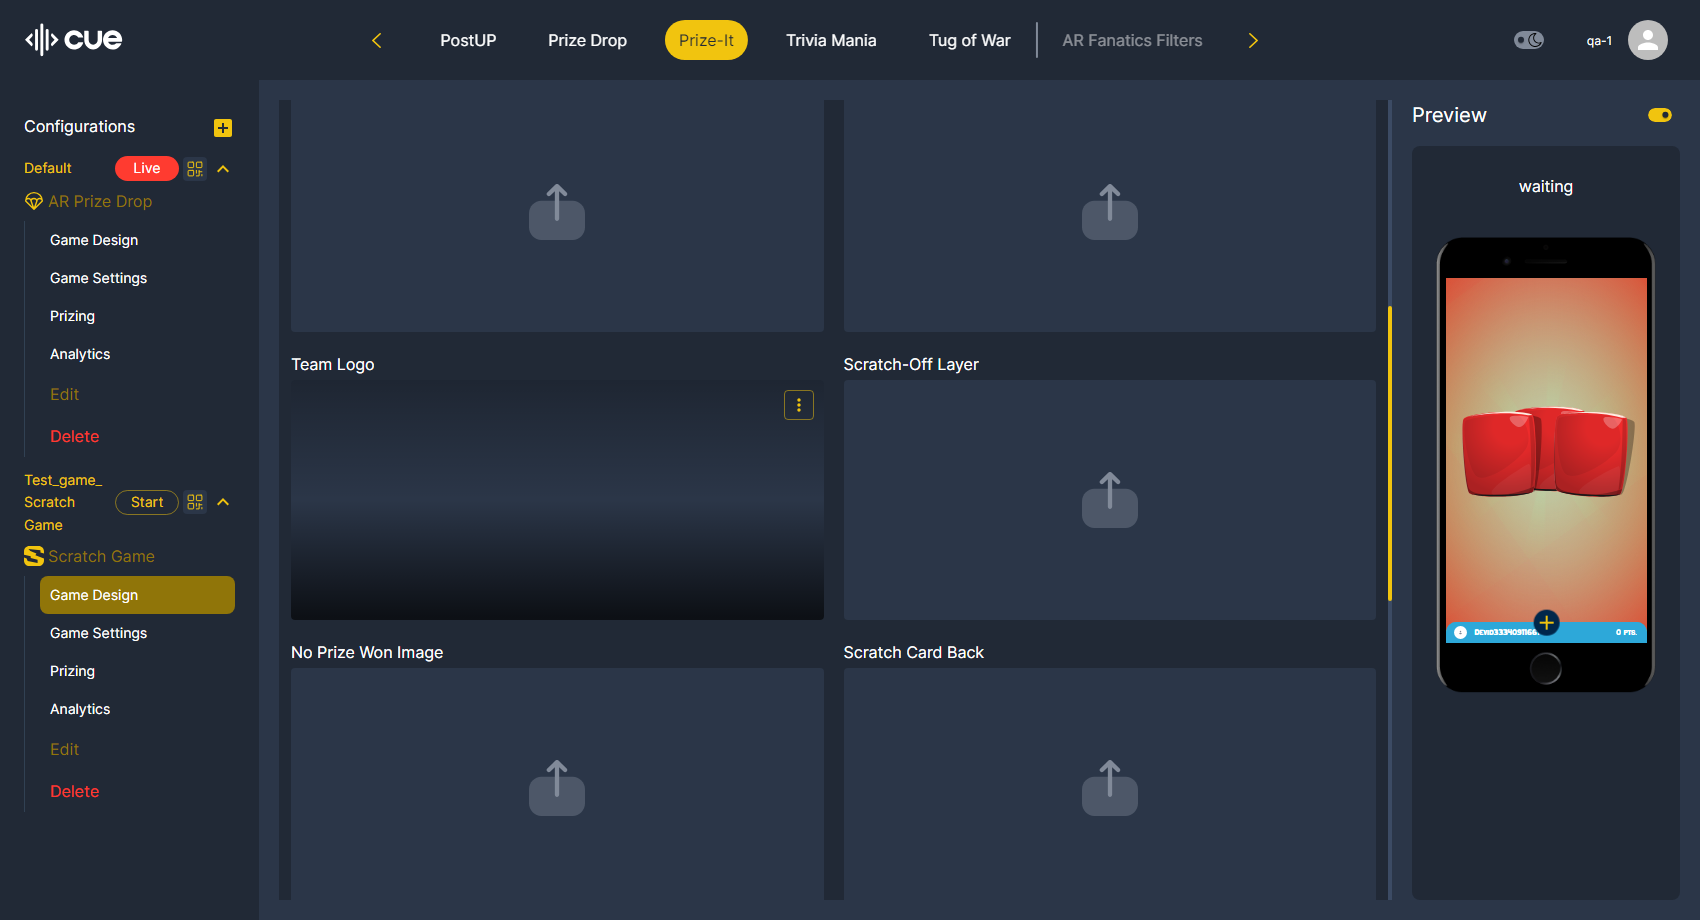 cue
PostUP
Prize Drop
Prize-It
Trivia Mania
Tug of War
AR Fanatics Filters
qa-1
Configurations
Default
Live
AR Prize Drop
Game Design
Game Settings
Prizing
Analytics
Edit
Delete
Test_game_
Scratch
Game
Start
Scratch Game
Game Design
Game Settings
Prizing
Analytics
Edit
Delete
Team Logo
Scratch-Off Layer
No Prize Won Image
Scratch Card Back
Preview
waiting
0 PTS.